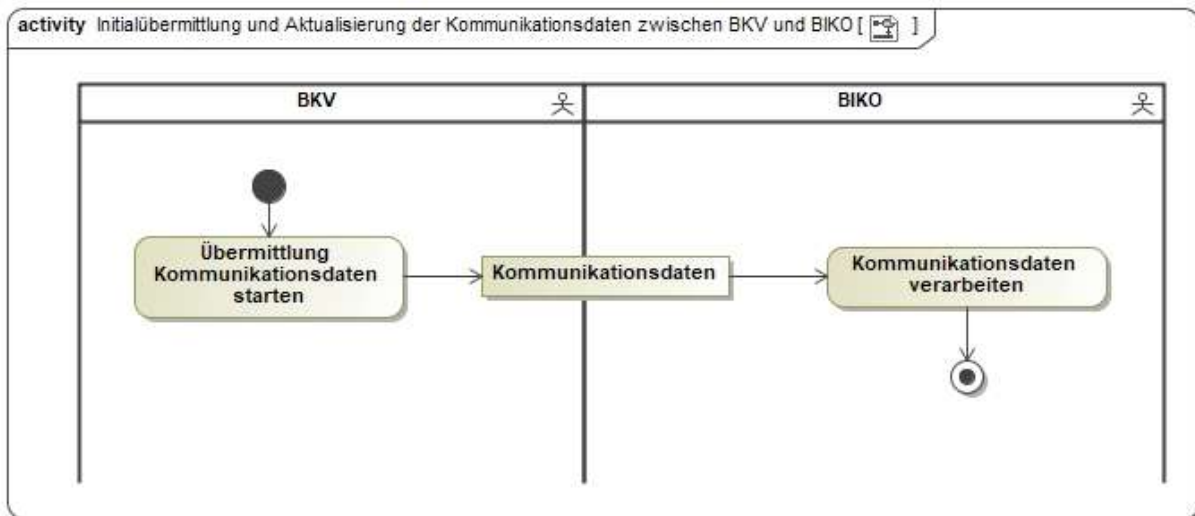 activity Initialübermittlung und Aktualisierung der Kommunikationsdaten zwischen BKV und BIKO [ ]
BKV
BIKO
Übermittlung
Kommunikationsdaten
starten
Kommunikationsdaten
Kommunikationsdaten
verarbeiten